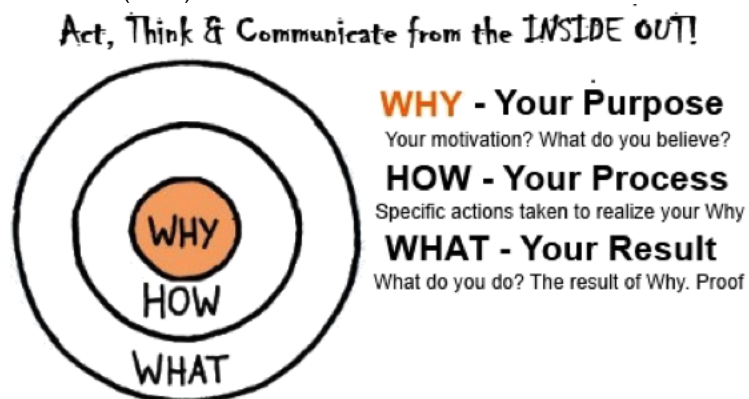 Act, Think & Communicate from the INSIDE OUT!
WHY - Your Purpose
Your motivation? What do you believe?
HOW - Your Process
Specific actions taken to realize your Why
WHAT - Your Result
What do you do? The result of Why. Proof
WHY
HOW
WHAT